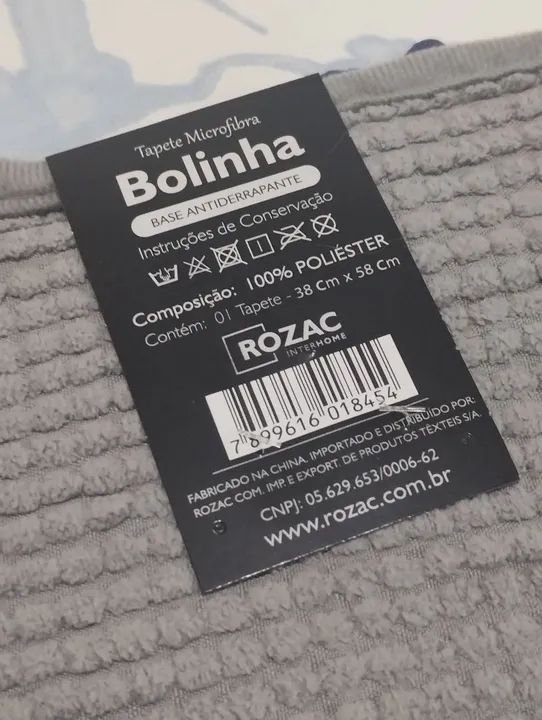 Tapete Microfibra
Bolinha
BASE ANTIDERRAPANTE
Instruções de Conservação
Composição: 100% POLIÉSTER
Contém: 01 Tapete - 38 Cm x 58 Cm
ROZAC
INTERHOME
7 899616 018454
FABRICADO NA CHINA. IMPORTADO E DISTRIBUÍDO POR:
ROZAC COM. IMP. E EXPORT DE PRODUTOS TÊXTEIS S/A.
CNPJ: 05.629.653/0006-62
www.rozac.com.br